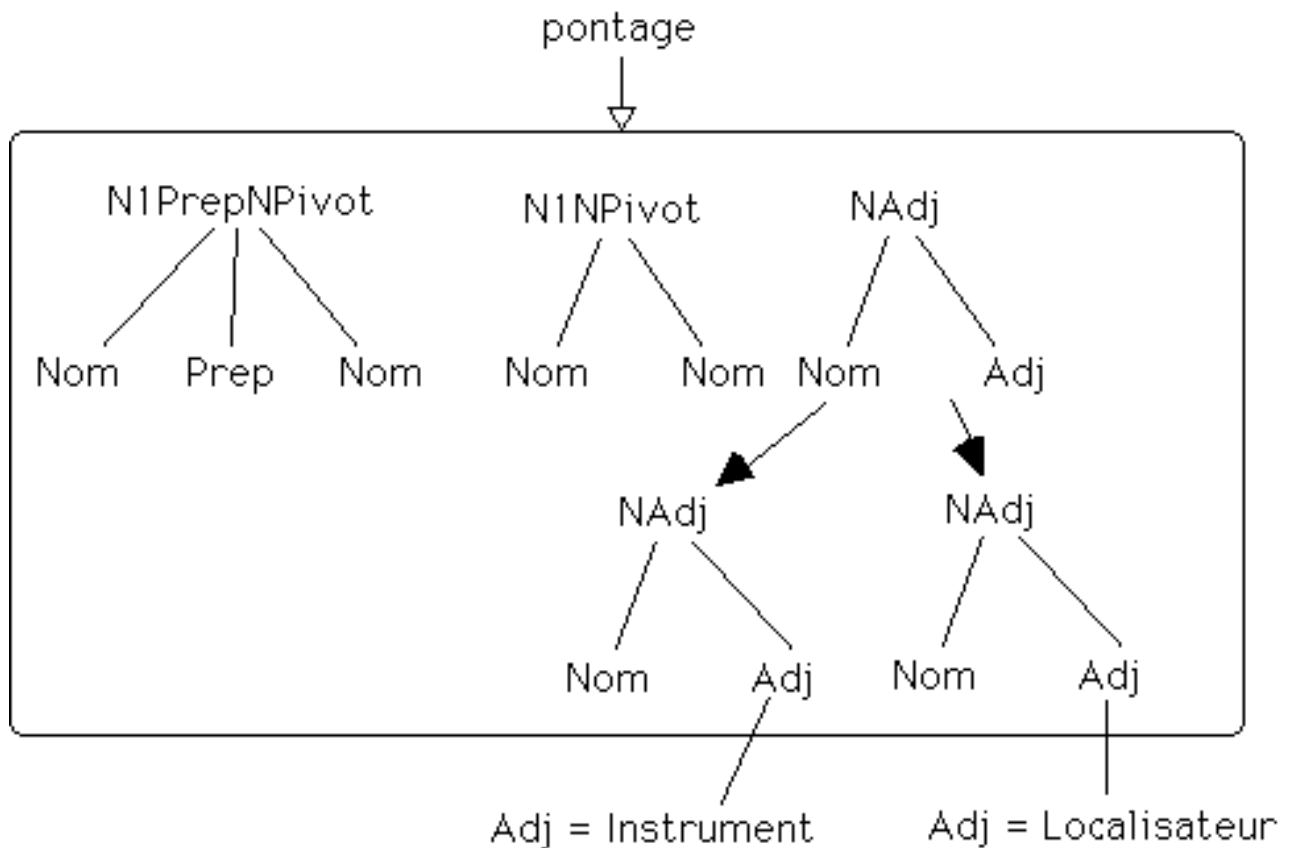 pontage
N1PrepNPivot N1NPivot NAdj
Nom Prep Nom Nom Nom Nom Adj
NAdj NAdj
Nom Adj Nom Adj
Adj = Instrument Adj = Localisateur